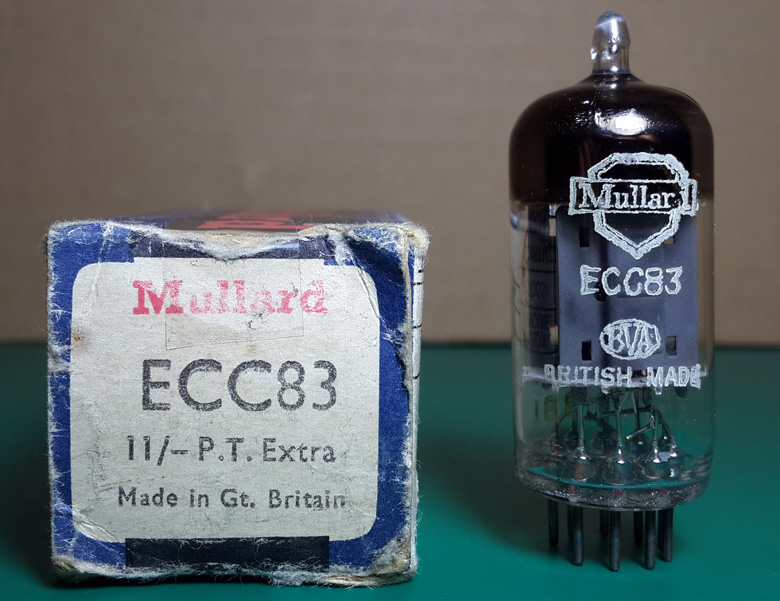 Mullard
ECC83
11/- P.T. Extra
Made in Gt. Britain
Mullard
ECC83
BVA
BRITISH MADE